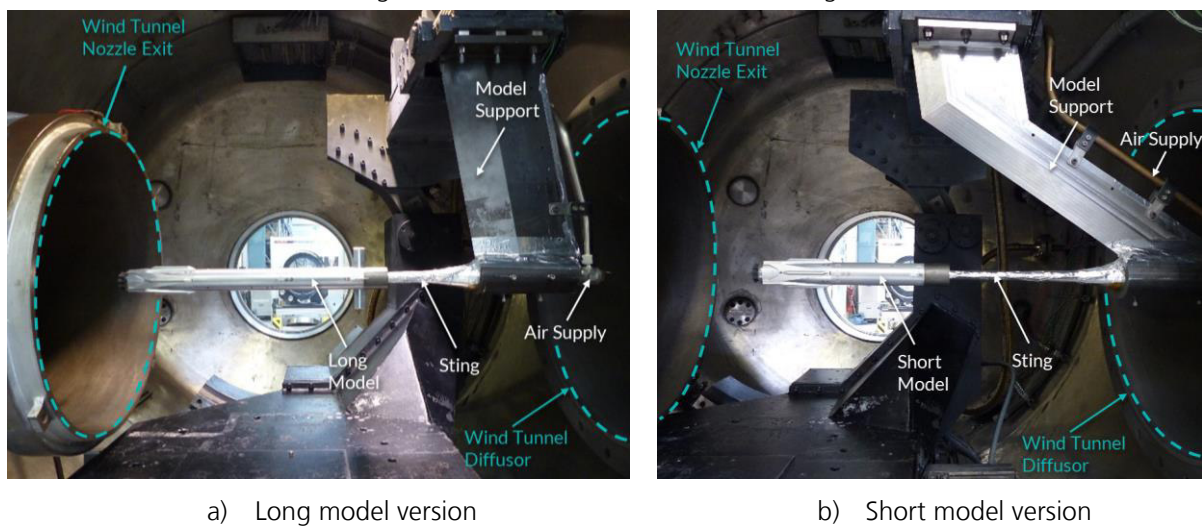 Wind Tunnel
Nozzle Exit
Model
Support
Air Supply
Long
Model
Sting
Wind Tunnel
Diffusor
a) Long model version
Wind Tunnel
Nozzle Exit
Model
Support
Air Supply
Short
Model
Sting
Wind Tunnel
Diffusor
b) Short model version